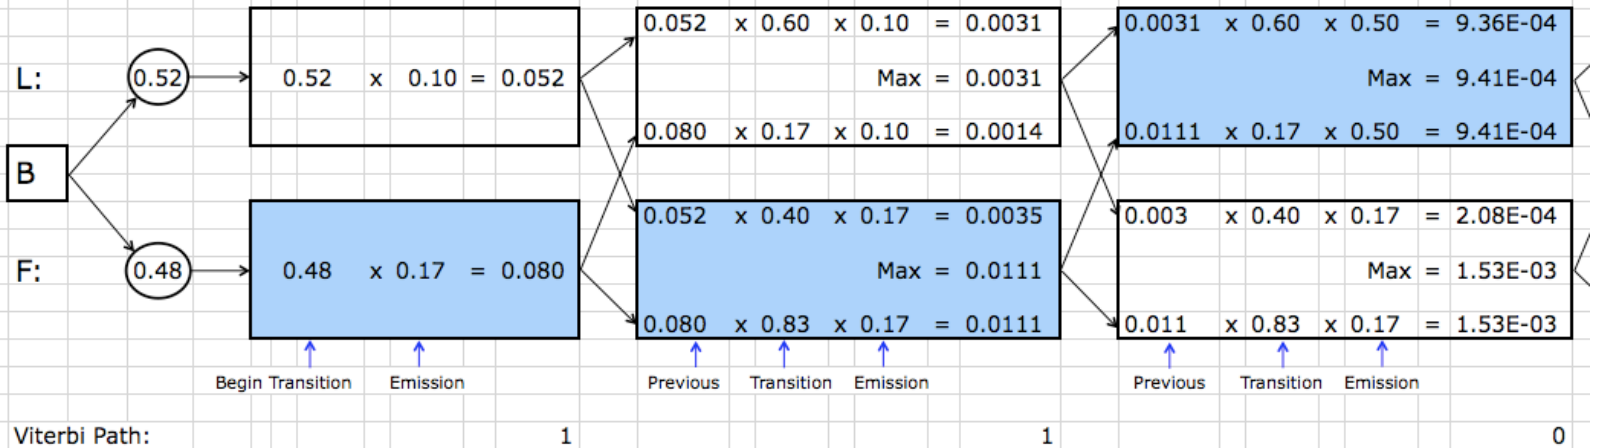 0.052 x 0.60 x 0.10 = 0.0031
0.0031 x 0.60 x 0.50 = 9.36E-04
L:
0.52
0.52 x 0.10 = 0.052
Max = 0.0031
Max = 9.41E-04
0.080 x 0.17 x 0.10 = 0.0014
0.0111 x 0.17 x 0.50 = 9.41E-04
B
0.052 x 0.40 x 0.17 = 0.0035
0.003 x 0.40 x 0.17 = 2.08E-04
F:
0.48
0.48 x 0.17 = 0.080
Max = 0.0111
Max = 1.53E-03
0.080 x 0.83 x 0.17 = 0.0111
0.011 x 0.83 x 0.17 = 1.53E-03
Begin Transition Emission
Previous Transition Emission
Previous Transition Emission
Viterbi Path: 1 1 0